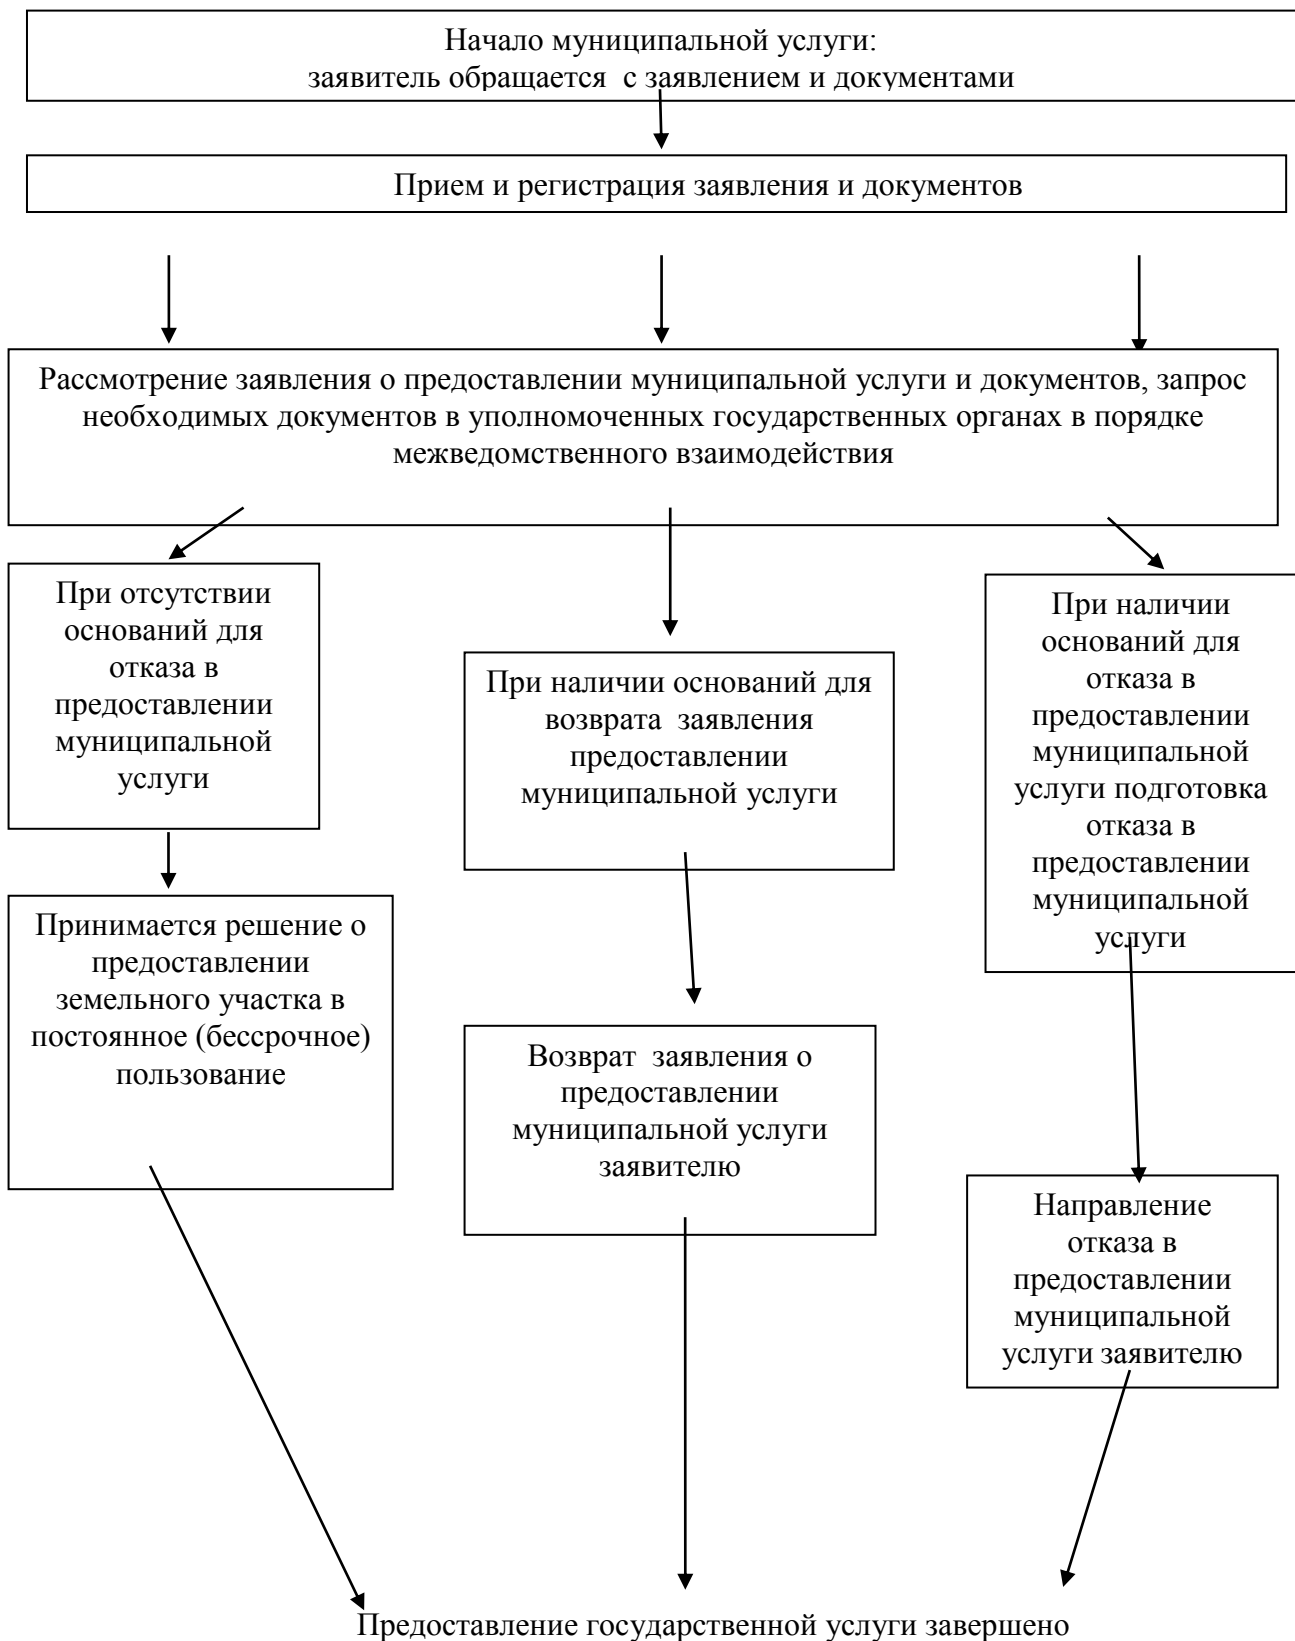 Начало муниципальной услуги:
заявитель обращается  с заявлением и документами
Прием и регистрация заявления и документов
Рассмотрение заявления о предоставлении муниципальной услуги и документов, запрос
необходимых документов в уполномоченных государственных органах в порядке
межведомственного взаимодействия
При отсутствии
оснований для
отказа в
предоставлении
муниципальной
услуги
При наличии оснований для
возврата  заявления
предоставлении
муниципальной услуги
При наличии
оснований для
отказа в
предоставлении
муниципальной
услуги подготовка
отказа в
предоставлении
муниципальной
услуги
Принимается решение о
предоставлении
земельного участка в
постоянное (бессрочное)
пользование
Возврат  заявления о
предоставлении
муниципальной услуги
заявителю
Направление
отказа в
предоставлении
муниципальной
услуги заявителю
Предоставление государственной услуги завершено